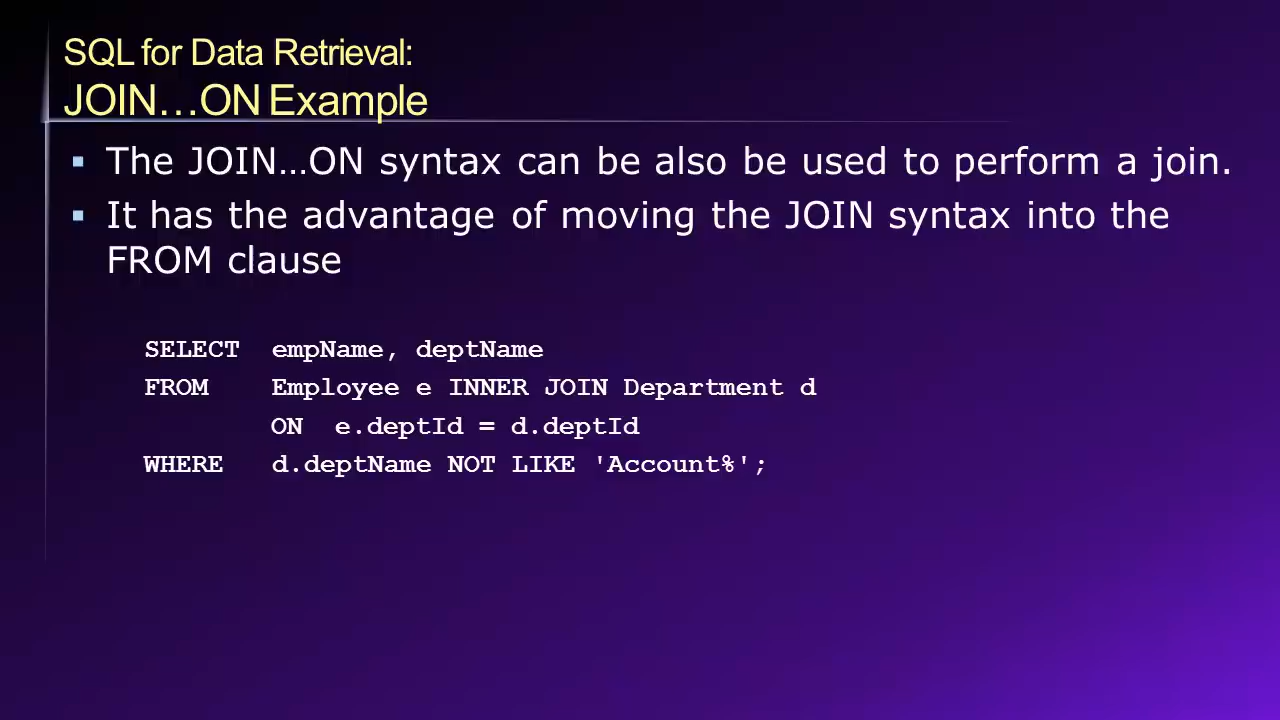 SQL for Data Retrieval:
JOIN…ON Example
▪ The JOIN…ON syntax can be also be used to perform a join.
▪ It has the advantage of moving the JOIN syntax into the
FROM clause
SELECT empName, deptName
FROM Employee e INNER JOIN Department d
ON e.deptId = d.deptId
WHERE d.deptName NOT LIKE 'Account%';